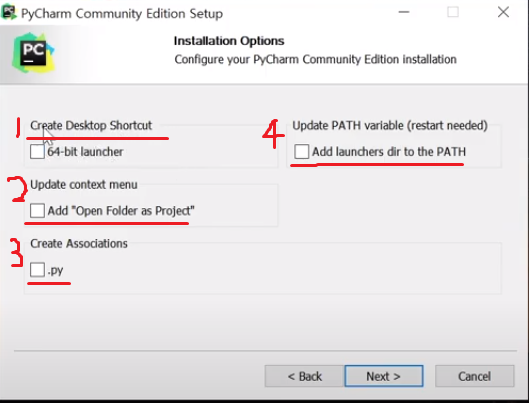 PyCharm Community Edition Setup
PC
Installation Options
Configure your PyCharm Community Edition installation
1 Create Desktop Shortcut
64-bit launcher
4 Update PATH variable (restart needed)
Add launchers dir to the PATH
2 Update context menu
Add "Open Folder as Project"
3 Create Associations
.py
< Back
Next >
Cancel